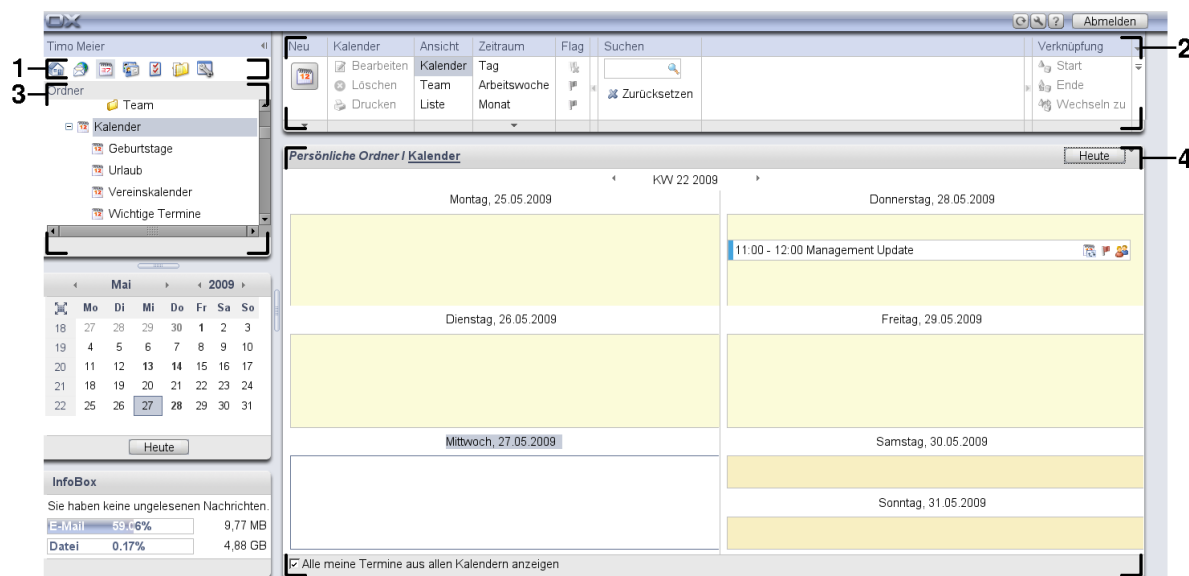 OX
Abmelden
1
2
3
4
Timo Meier
Ordner
Team
Kalender
Geburtstage
Urlaub
Vereinskalender
Wichtige Termine
Neu
Kalender
Bearbeiten
Löschen
Drucken
Ansicht
Kalender
Team
Liste
Zeitraum
Tag
Arbeitswoche
Monat
Flag
Suchen
Zurücksetzen
Verknüpfung
Start
Ende
Wechseln zu
Persönliche Ordner / Kalender
Heute
KW 22 2009
Montag, 25.05.2009
Donnerstag, 28.05.2009
11:00 - 12:00 Management Update
Dienstag, 26.05.2009
Freitag, 29.05.2009
Mittwoch, 27.05.2009
Samstag, 30.05.2009
Sonntag, 31.05.2009
Alle meine Termine aus allen Kalendern anzeigen
Mai 2009
Mo Di Mi Do Fr Sa So
18 27 28 29 30 1 2 3
19 4 5 6 7 8 9 10
20 11 12 13 14 15 16 17
21 18 19 20 21 22 23 24
22 25 26 27 28 29 30 31
Heute
InfoBox
Sie haben keine ungelesenen Nachrichten.
E-Mail 59.06% 9,77 MB
Datei 0.17% 4,88 GB